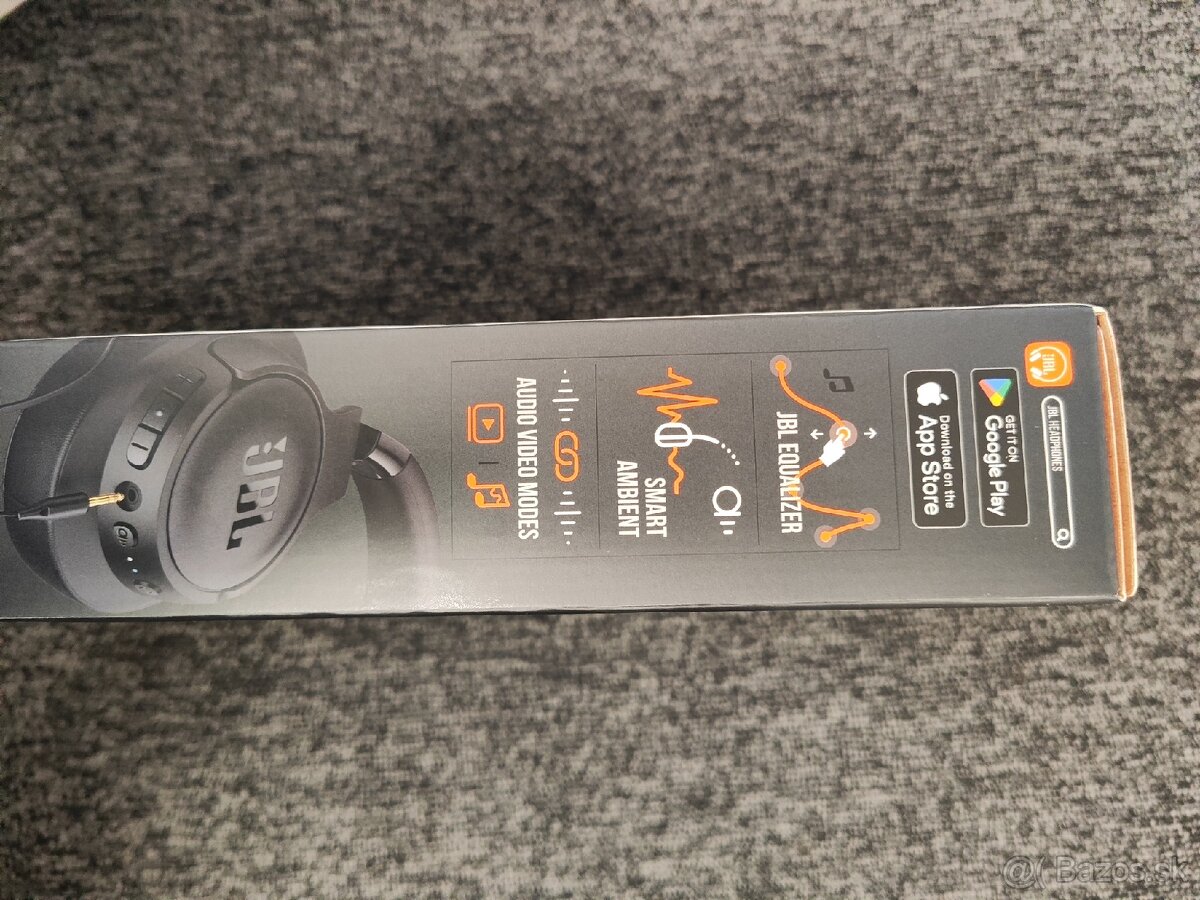 JBL HEADPHONES
JBL
GET IT ON
Google Play
Download on the
App Store
JBL EQUALIZER
SMART
AMBIENT
AUDIO VIDEO MODES
JBL
@( Bazos.sk